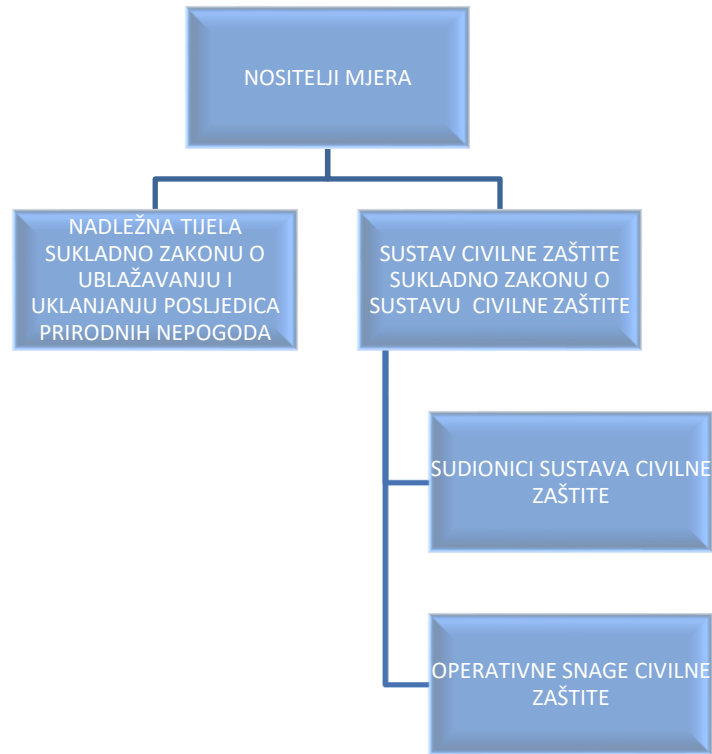 NOSITELJI MJERA
NADLEŽNA TIJELA
SUKLADNO ZAKONU O
UBLAŽAVANJU I
UKLANJANJU POSLJEDICA
PRIRODNIH NEPOGODA
SUSTAV CIVILNE ZAŠTITE
SUKLADNO ZAKONU O
SUSTAVU CIVILNE ZAŠTITE
SUDIONICI SUSTAVA CIVILNE
ZAŠTITE
OPERATIVNE SNAGE CIVILNE
ZAŠTITE